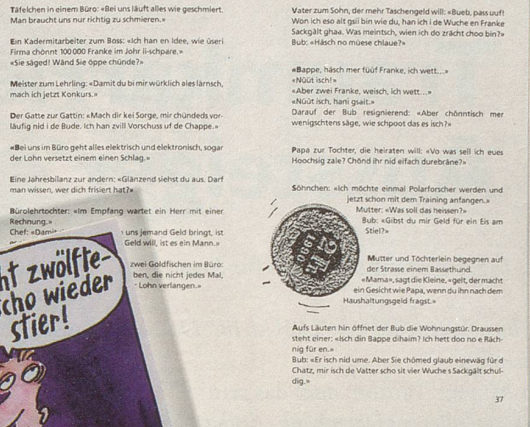 Täfelchen in einem Büro: «Bei uns läuft alles wie geschmiert.
Man braucht uns nur richtig zu schmieren.»
Ein Kadermitarbeiter zum Boss: «Ich han en Idee, wie üseri
Firma chönnt 100 000 Franke im Johr ii-schpare.»
«Sie säged! Wänd Sie öppe chünde?»
Meister zum Lehrling: «Damit du bi mir würklich ales lärnsch,
mach ich jetzt Konkurs.»
Der Gatte zur Gattin: «Mach dir kei Sorge, mir chündeds vor-
läufig nid i de Bude. Ich han zvill Vorschuss uf de Chappe.»
«Bei uns im Büro geht alles elektrisch und elektronisch, sogar
der Lohn versetzt einem einen Schlag.»
Eine Jahresbilanz zur andern: «Glänzend siehst du aus. Darf
man wissen, wer dich frisiert hat?»
Bürolehrtochter: «Im Empfang wartet ein Herr mit einer
Rechnung.»
Chef: «Damit uns jemand Geld bringt, ist
Geld will, ist es ein Mann.»
zwei Goldfischen im Büro:
ben, die nicht jedes Mal,
Lohn verlangen.»
ht zwölfte-
scho wieder
stier!
Vater zum Sohn, der mehr Taschengeld will: «Bueb, pass uuf!
Won ich eso alt gsii bin wie du, han ich i de Wuche en Franke
Sackgält ghaa. Was meintsch, wien ich do zrächt choo bin?»
Bub: «Häsch no müese chlaue?»
«Bappe, häsch mer füüf Franke, ich wett...»
«Nüüt isch!»
«Aber zwei Franke, weisch, ich wett...»
«Nüüt isch, hani gsait.»
Darauf der Bub resignierend: «Aber chönntisch mer
wenigschtens säge, wie schpoot das es isch?»
Papa zur Tochter, die heiraten will: «Vo was sell ich eues
Hoochsig zale? Chönd ihr nid eifach durebräne?»
Söhnchen: «Ich möchte einmal Polarforscher werden und
jetzt schon mit dem Training anfangen.»
Mutter: «Was soll das heissen?»
Bub: «Gibst du mir Geld für ein Eis am
Stiel?»
Mutter und Töchterlein begegnen auf
der Strasse einem Bassethund.
«Mama», sagt die Kleine, «gelt, der macht
ein Gesicht wie Papa, wenn du ihn nach dem
Haushaltungsgeld fragst.»
Aufs Läuten hin öffnet der Bub die Wohnungstür. Draussen
steht einer: «Isch din Bappe dihaim? Ich hett doo no e Räch-
nig für en.»
Bub: «Er isch nid ume. Aber Sie chömed glaub einewäg für d
Chatz, mir isch de Vatter scho sit vier Wuche s Sackgält schul-
dig.»
37